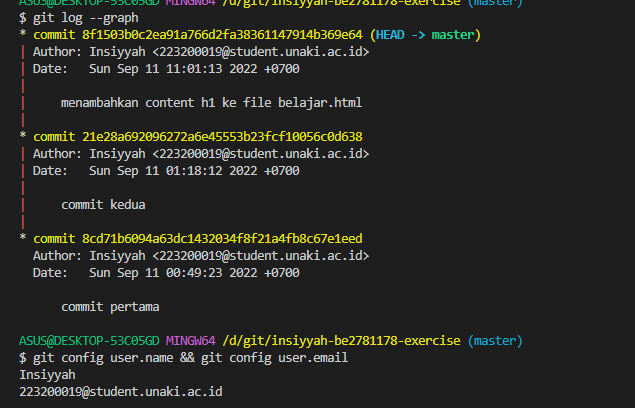 ASUS@DESKTOP-53C05GD MINGW64 /d/git/insiyyah-be2781178-exercise (master)
$ git log --graph
* commit 8f1503b0c2ea91a766d2fa38361147914b369e64 (HEAD -> master)
| Author: Insiyyah <223200019@student.unaki.ac.id>
| Date:   Sun Sep 11 11:01:13 2022 +0700
|
|     menambahkan content h1 ke file belajar.html
|
* commit 21e28a692096272a6e45553b23fcf10056c0d638
| Author: Insiyyah <223200019@student.unaki.ac.id>
| Date:   Sun Sep 11 01:18:12 2022 +0700
|
|     commit kedua
|
* commit 8cd71b6094a63dc1432034f8f21a4fb8c67e1eed
  Author: Insiyyah <223200019@student.unaki.ac.id>
  Date:   Sun Sep 11 00:49:23 2022 +0700

      commit pertama

ASUS@DESKTOP-53C05GD MINGW64 /d/git/insiyyah-be2781178-exercise (master)
$ git config user.name && git config user.email
Insiyyah
223200019@student.unaki.ac.id